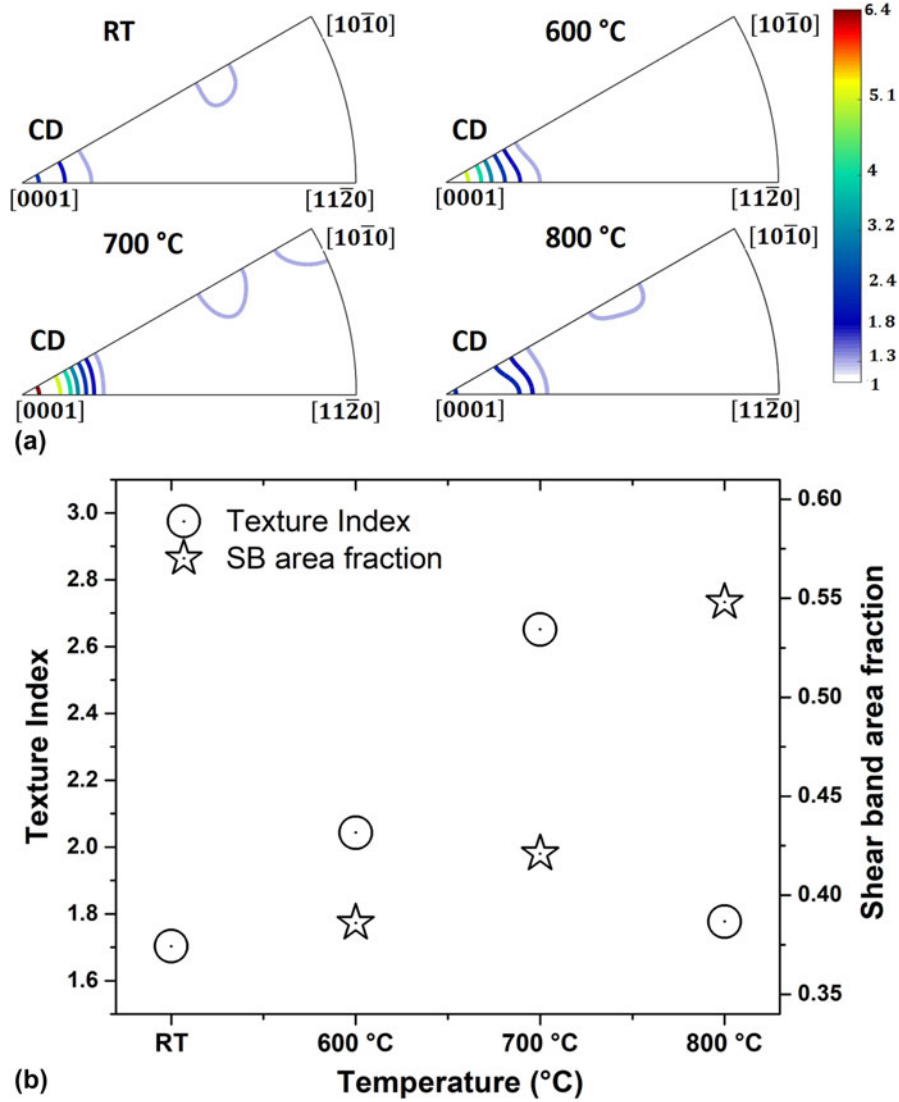 RT
[101̅0]
600 °C
[101̅0]
6.4
5.1
4
3.2
2.4
1.8
1.3
1
CD
CD
[0001]
[112̅0]
[0001]
[112̅0]
700 °C
[101̅0]
800 °C
[101̅0]
CD
CD
[0001]
[112̅0]
[0001]
[112̅0]
(a)
Texture Index
SB area fraction
3.0
2.8
2.6
2.4
2.2
2.0
1.8
1.6
Texture Index
0.60
0.55
0.50
0.45
0.40
0.35
Shear band area fraction
RT
600 °C
700 °C
800 °C
(b)
Temperature (°C)